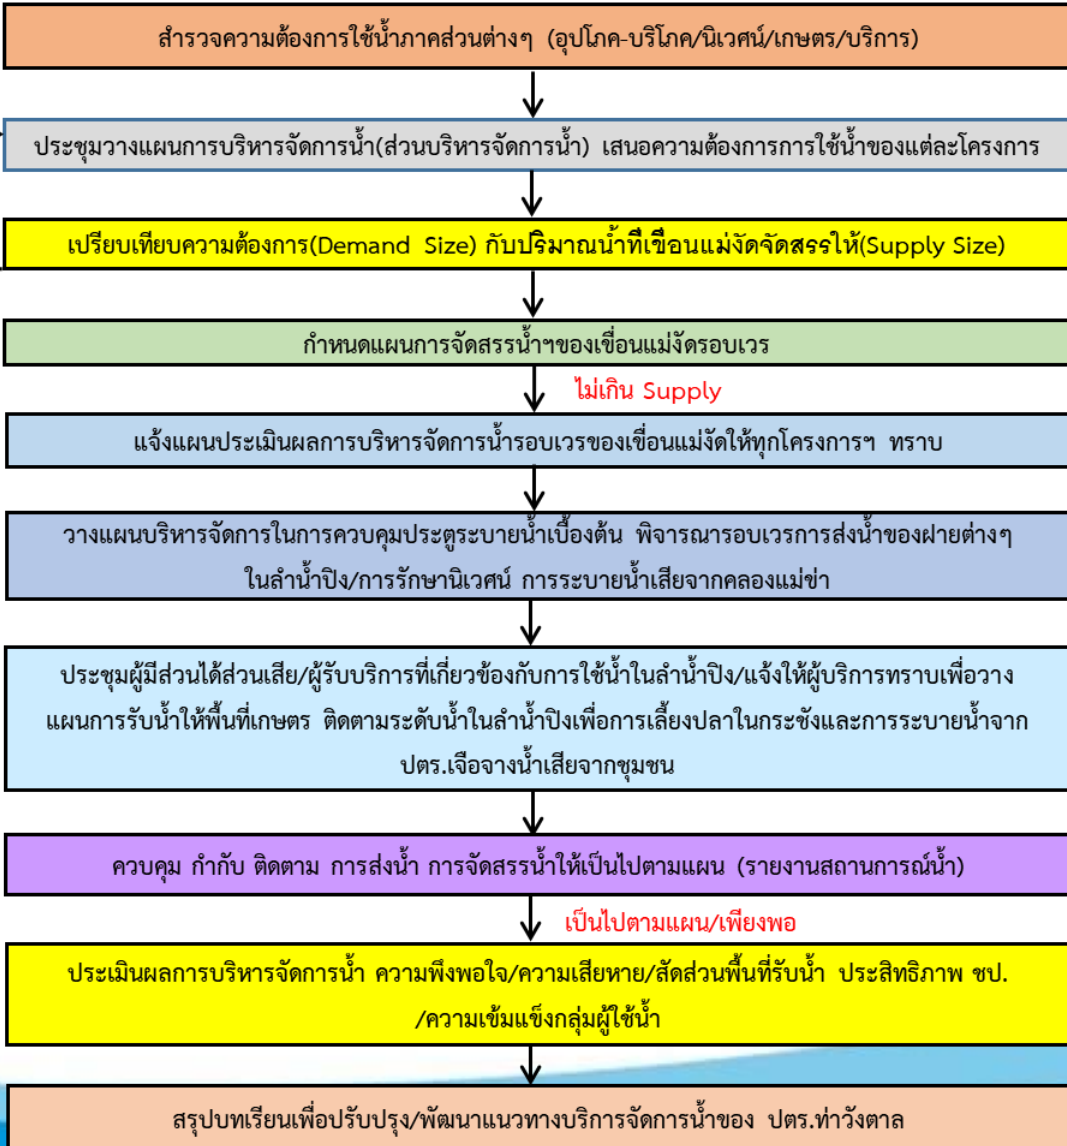 สำรวจความต้องการใช้น้ำภาคส่วนต่างๆ (อุปโภค-บริโภค/นิเวศน์/เกษตร/บริการ)
ประชุมวางแผนการบริหารจัดการน้ำ(ส่วนบริหารจัดการน้ำ) เสนอความต้องการการใช้น้ำของแต่ละโครงการ
เปรียบเทียบความต้องการ(Demand Size) กับปริมาณน้ำที่เขื่อนแม่งัดจัดสรรให้(Supply Size)
กำหนดแผนการจัดสรรน้ำฯของเขื่อนแม่งัดรอบเวร
ไม่เกิน Supply
แจ้งแผนประเมินผลการบริหารจัดการน้ำรอบเวรของเขื่อนแม่งัดให้ทุกโครงการฯ ทราบ
วางแผนบริหารจัดการในการควบคุมประตูระบายน้ำเบื้องต้น พิจารณารอบเวรการส่งน้ำของฝายต่างๆ
ในลำน้ำปิง/การรักษานิเวศน์ การระบายน้ำเสียจากคลองแม่ข่า
ประชุมผู้มีส่วนได้ส่วนเสีย/ผู้รับบริการที่เกี่ยวข้องกับการใช้น้ำในลำน้ำปิง/แจ้งให้ผู้บริการทราบเพื่อวาง
แผนการรับน้ำให้พื้นที่เกษตร ติดตามระดับน้ำในลำน้ำปิงเพื่อการเลี้ยงปลาในกระชังและการระบายน้ำจาก
ปตร.เจือจางน้ำเสียจากชุมชน
ควบคุม กำกับ ติดตาม การส่งน้ำ การจัดสรรน้ำให้เป็นไปตามแผน (รายงานสถานการณ์น้ำ)
เป็นไปตามแผน/เพียงพอ
ประเมินผลการบริหารจัดการน้ำ ความพึงพอใจ/ความเสียหาย/สัดส่วนพื้นที่รับน้ำ ประสิทธิภาพ ชป.
/ความเข้มแข็งกลุ่มผู้ใช้น้ำ
สรุปบทเรียนเพื่อปรับปรุง/พัฒนาแนวทางบริการจัดการน้ำของ ปตร.ท่าวังตาล